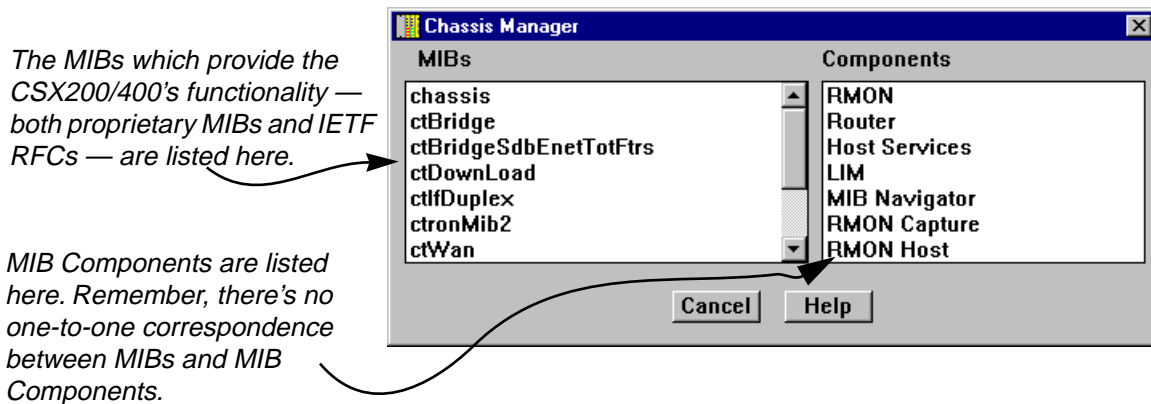 The MIBs which provide the
CSX200/400's functionality —
both proprietary MIBs and IETF
RFCs — are listed here.
MIB Components are listed
here. Remember, there's no
one-to-one correspondence
between MIBs and MIB
Components.
Chassis Manager
MIBs
chassis
ctBridge
ctBridgeSdbEnetTotFtrs
ctDownLoad
ctIfDuplex
ctronMib2
ctWan
Components
RMON
Router
Host Services
LIM
MIB Navigator
RMON Capture
RMON Host
Cancel Help